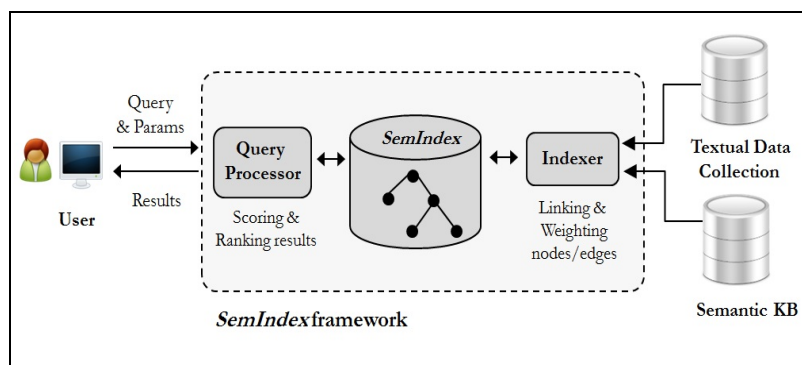 Query
& Params
Results
User
Query
Processor
Scoring &
Ranking results
SemIndex
Indexer
Linking &
Weighting
nodes/edges
Textual Data
Collection
Semantic KB
SemIndex framework